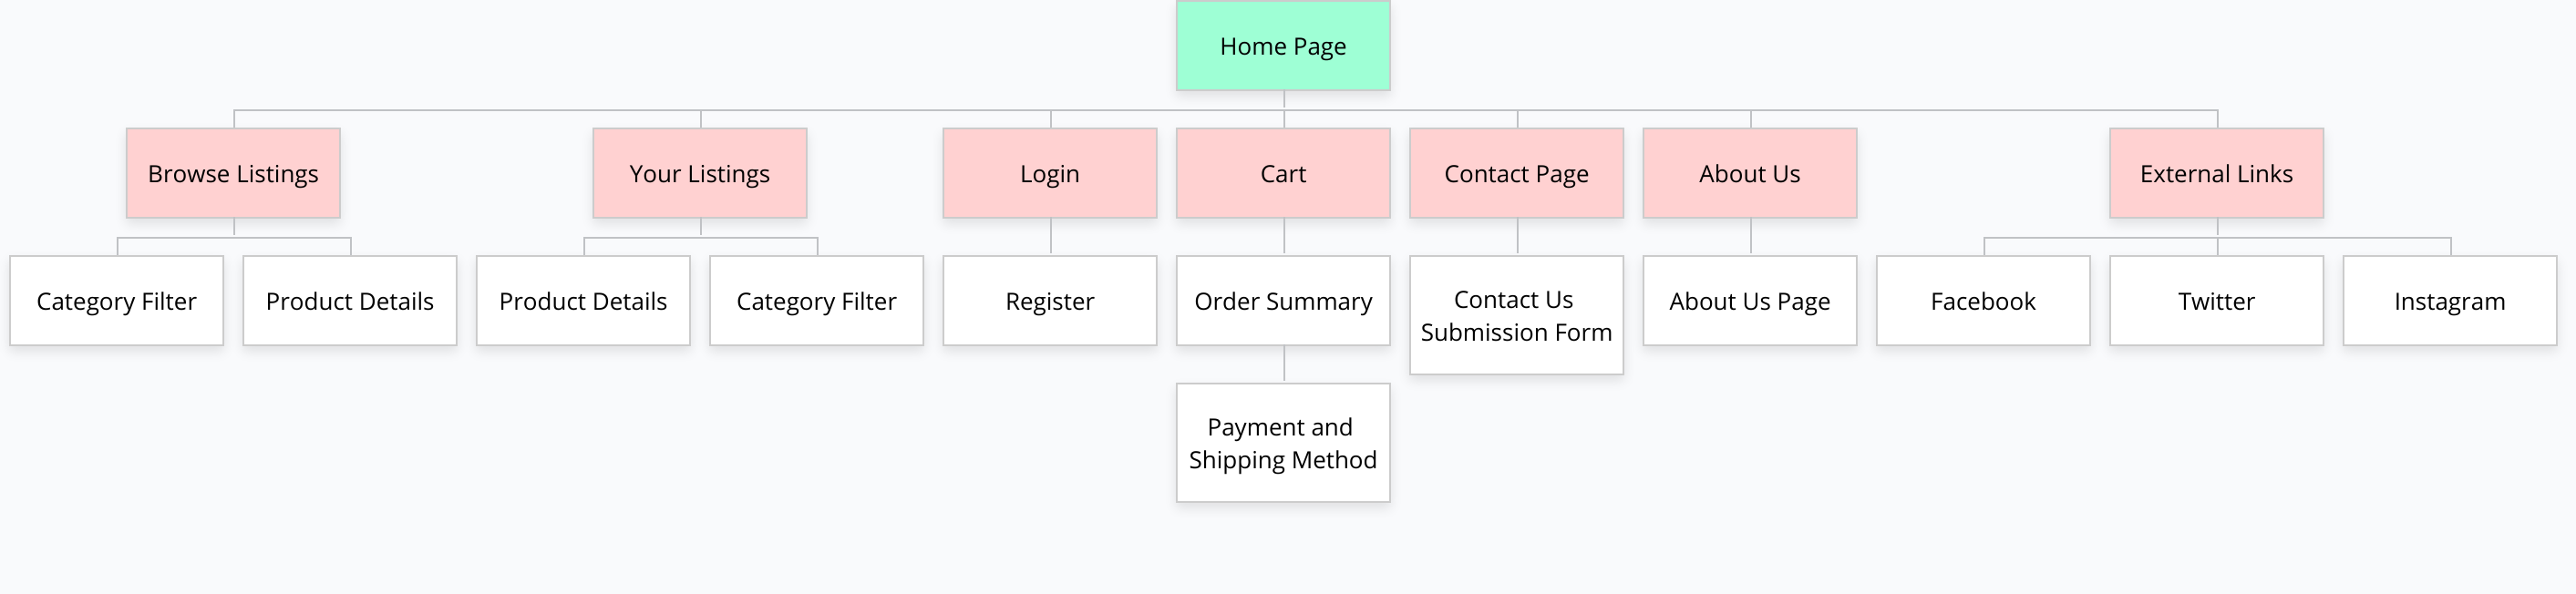 Home Page
Browse Listings
Your Listings
Login
Cart
Contact Page
About Us
External Links
Category Filter
Product Details
Product Details
Category Filter
Register
Order Summary
Contact Us
Submission Form
About Us Page
Facebook
Twitter
Instagram
Payment and
Shipping Method